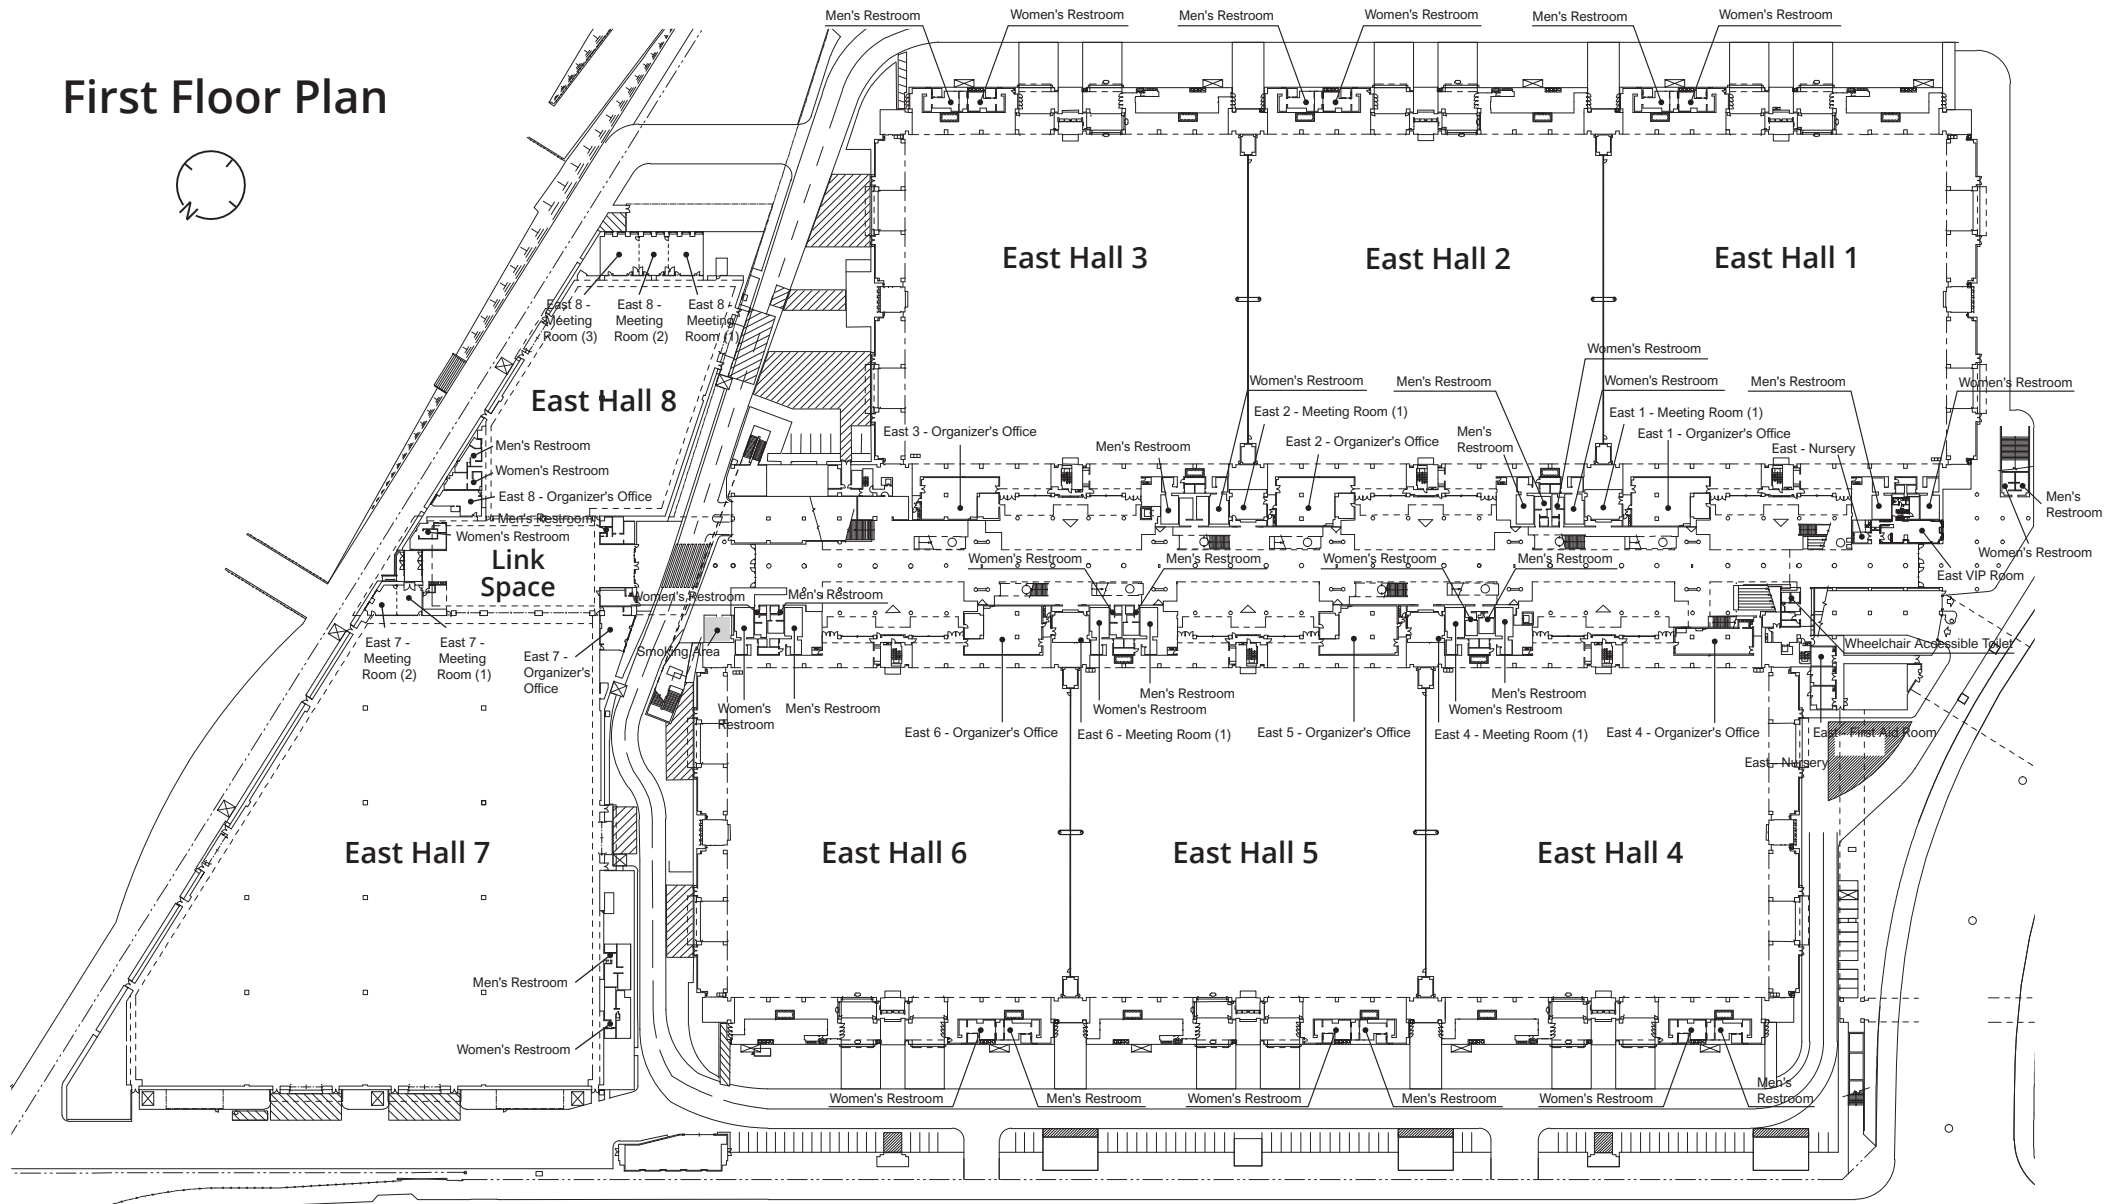 Men's Restroom
Women's Restroom
Men's Restroom
Women's Restroom
Men's Restroom
Women's Restroom
First Floor Plan
N
East Hall 3
East Hall 2
East Hall 1
East 8 -
Meeting
Room (3)
East 8 -
Meeting
Room (2)
East 8 -
Meeting
Room (1)
Women's Restroom
Women's Restroom
Men's Restroom
Women's Restroom
Men's Restroom
Women's Restroom
East Hall 8
East 2 - Meeting Room (1)
East 1 - Meeting Room (1)
East 3 - Organizer's Office
Men's Restroom
East 2 - Organizer's Office
Men's
Restroom
East 1 - Organizer's Office
East - Nursery
Men's Restroom
Women's Restroom
East 8 - Organizer's Office
Men's
Restroom
Men's Restroom
Women's Restroom
Link
Space
Women's Restroom
Men's Restroom
Women's Restroom
Men's Restroom
Women's Restroom
East VIP Room
Women's Restroom
Men's Restroom
East 7 -
Meeting
Room (2)
East 7 -
Meeting
Room (1)
East 7 -
Organizer's
Office
Smoking Area
Wheelchair Accessible Toilet
Women's
Restroom
Men's Restroom
Men's Restroom
Women's Restroom
Men's Restroom
Women's Restroom
East 6 - Organizer's Office
East 6 - Meeting Room (1)
East 5 - Organizer's Office
East 4 - Meeting Room (1)
East 4 - Organizer's Office
East - First Aid Room
East - Nursery
East Hall 7
East Hall 6
East Hall 5
East Hall 4
Men's Restroom
Women's Restroom
Women's Restroom
Men's Restroom
Women's Restroom
Men's Restroom
Women's Restroom
Men's
Restroom